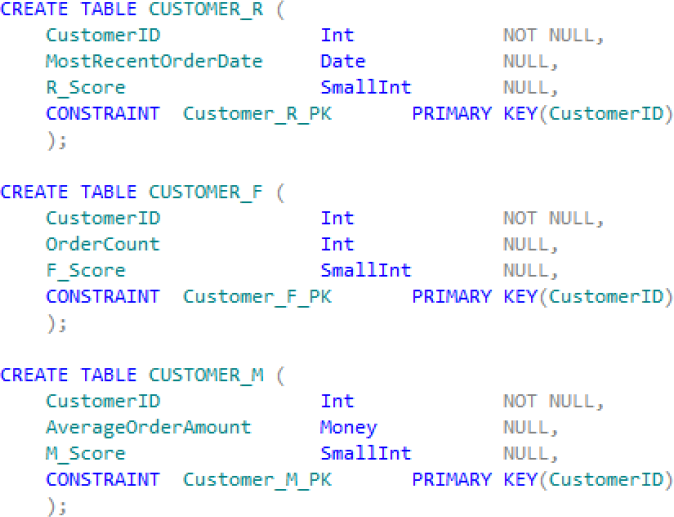 CREATE TABLE CUSTOMER_R (
CustomerID Int NOT NULL,
MostRecentOrderDate Date NULL,
R_Score SmallInt NULL,
CONSTRAINT Customer_R_PK PRIMARY KEY(CustomerID)
);
CREATE TABLE CUSTOMER_F (
CustomerID Int NOT NULL,
OrderCount Int NULL,
F_Score SmallInt NULL,
CONSTRAINT Customer_F_PK PRIMARY KEY(CustomerID)
);
CREATE TABLE CUSTOMER_M (
CustomerID Int NOT NULL,
AverageOrderAmount Money NULL,
M_Score SmallInt NULL,
CONSTRAINT Customer_M_PK PRIMARY KEY(CustomerID)
);